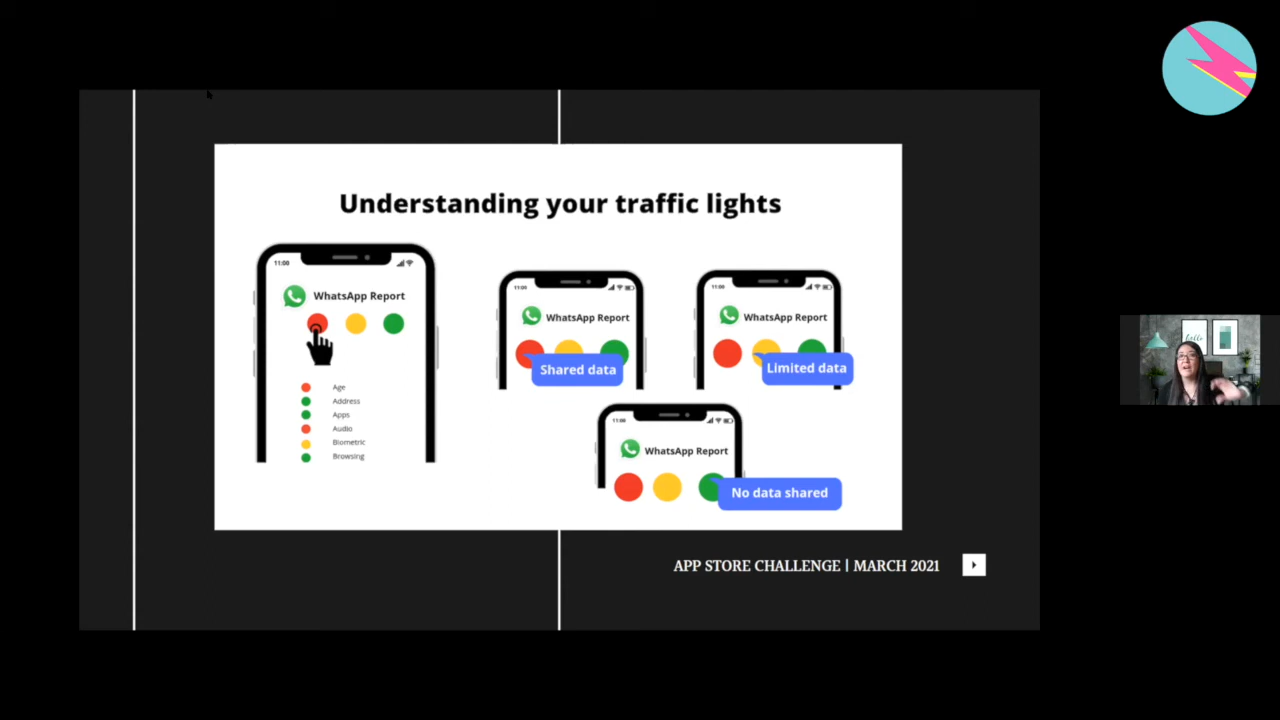 Understanding your traffic lights
11:00
WhatsApp Report
Age
Address
Apps
Audio
Biometric
Browsing
11:00
WhatsApp Report
Shared data
11:00
WhatsApp Report
Limited data
11:00
WhatsApp Report
No data shared
APP STORE CHALLENGE | MARCH 2021
hello